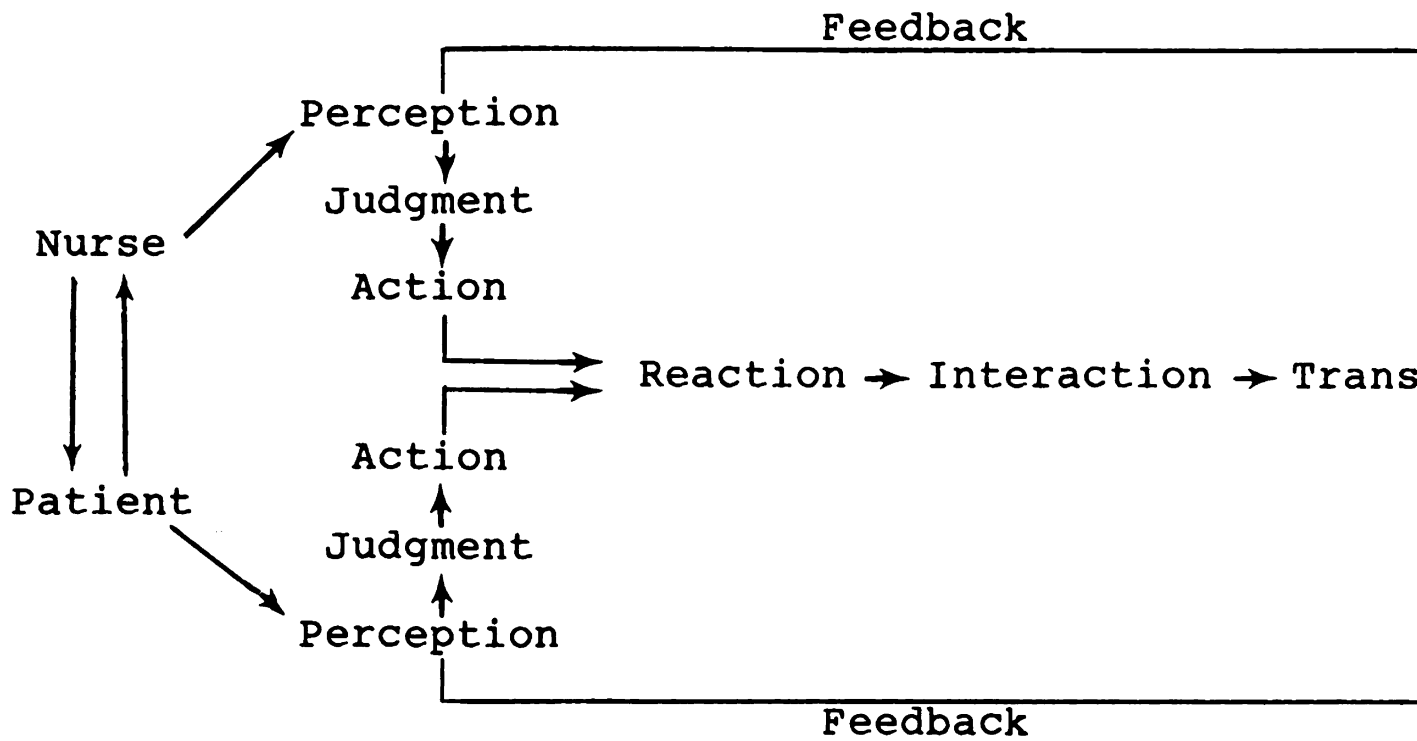 Feedback
Perception
Judgment
Nurse
Action
Reaction Interaction Trans
Action
Patient
Judgment
Perception
Feedback